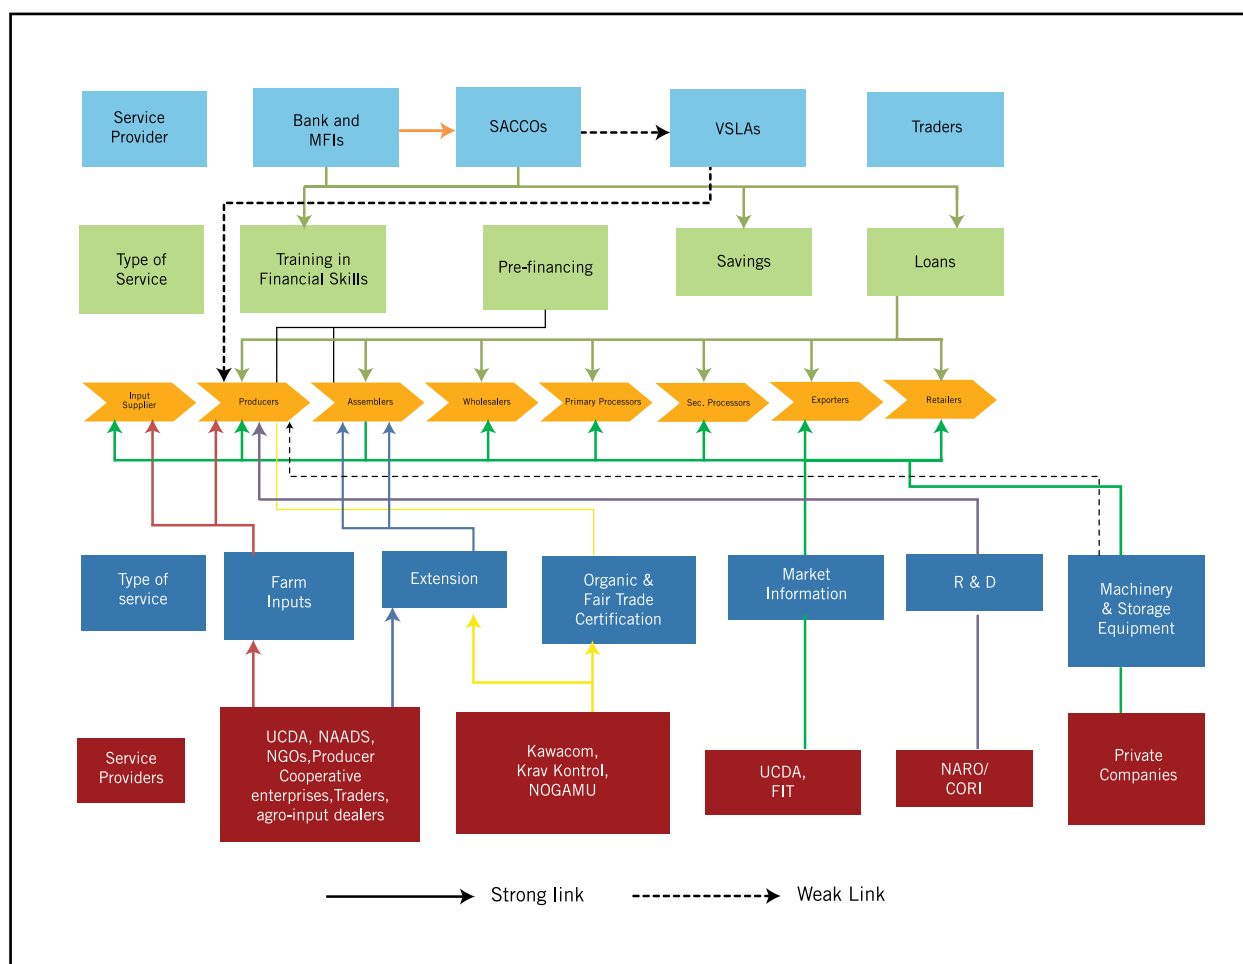 Service
Provider
Bank and
MFIs
SACCOs
VSLAs
Traders
Type of
Service
Training in
Financial Skills
Pre-financing
Savings
Loans
Input
Supplier
Producers
Assemblers
Wholesalers
Primary Processors
Sec. Processors
Exporters
Retailers
Type of
service
Farm
Inputs
Extension
Organic &
Fair Trade
Certification
Market
Information
R & D
Machinery
& Storage
Equipment
Service
Providers
UCDA, NAADS,
NGOs,Producer
Cooperative
enterprises,Traders,
agro-input dealers
Kawacom,
Krav Kontrol,
NOGAMU
UCDA,
FIT
NARO/
CORI
Private
Companies
Strong link
Weak Link